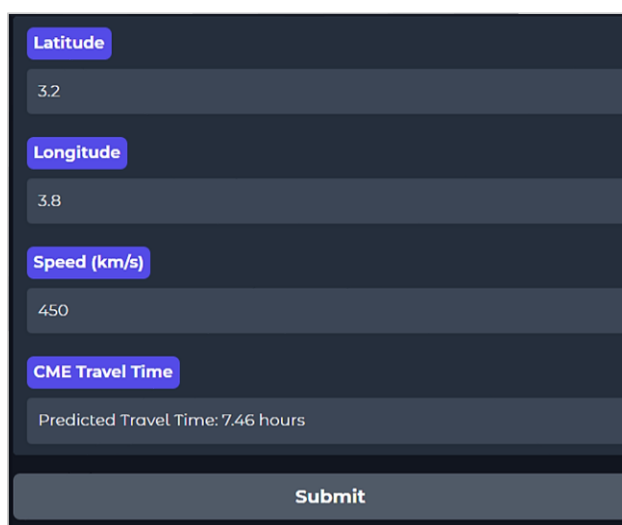 Latitude
3.2
Longitude
3.8
Speed (km/s)
450
CME Travel Time
Predicted Travel Time: 7.46 hours
Submit